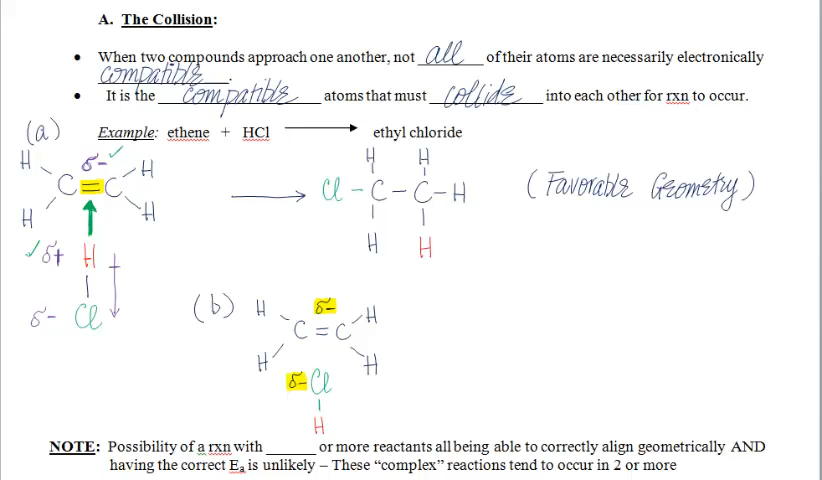 A. The Collision:
• When two compounds approach one another, not all of their atoms are necessarily electronically
compatible.
• It is the compatible atoms that must collide into each other for rxn to occur.
(a) Example: ethene + HCl ⟶ ethyl chloride
H δ- ✓ H H H
C = C H ⟶ Cl - C - C - H (Favorable Geometry)
H H H H
✓ δ+ H
δ- Cl
(b) H δ- H
C = C
H H
δ- Cl
H
NOTE: Possibility of a rxn with ______ or more reactants all being able to correctly align geometrically AND
having the correct Ea is unlikely – These “complex” reactions tend to occur in 2 or more